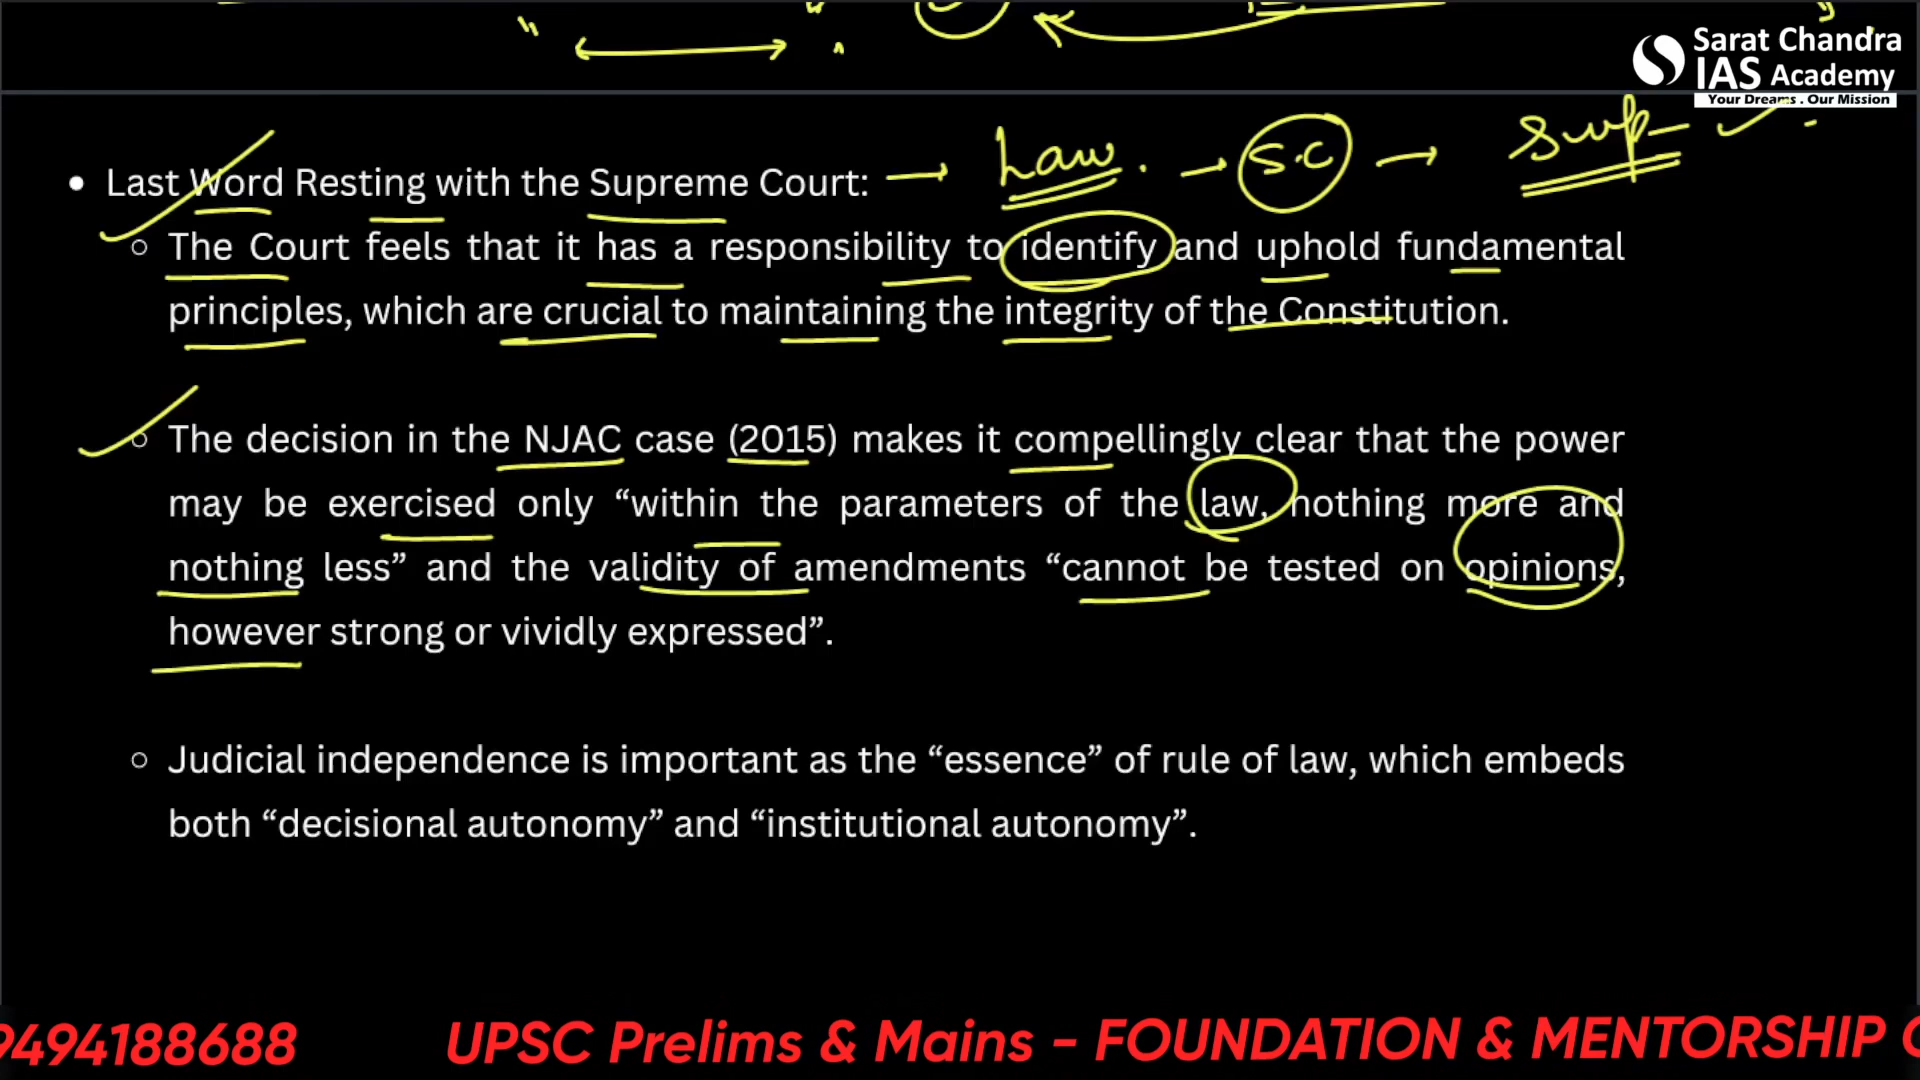 Sarat Chandra
IAS Academy
Your Dreams . Our Mission
• Last Word Resting with the Supreme Court: → Law. → S.C → Sup
○ The Court feels that it has a responsibility to identify and uphold fundamental
principles, which are crucial to maintaining the integrity of the Constitution.
○ The decision in the NJAC case (2015) makes it compellingly clear that the power
may be exercised only “within the parameters of the law, nothing more and
nothing less” and the validity of amendments “cannot be tested on opinions,
however strong or vividly expressed”.
○ Judicial independence is important as the “essence” of rule of law, which embeds
both “decisional autonomy” and “institutional autonomy”.
9494188688 UPSC Prelims & Mains - FOUNDATION & MENTORSHIP